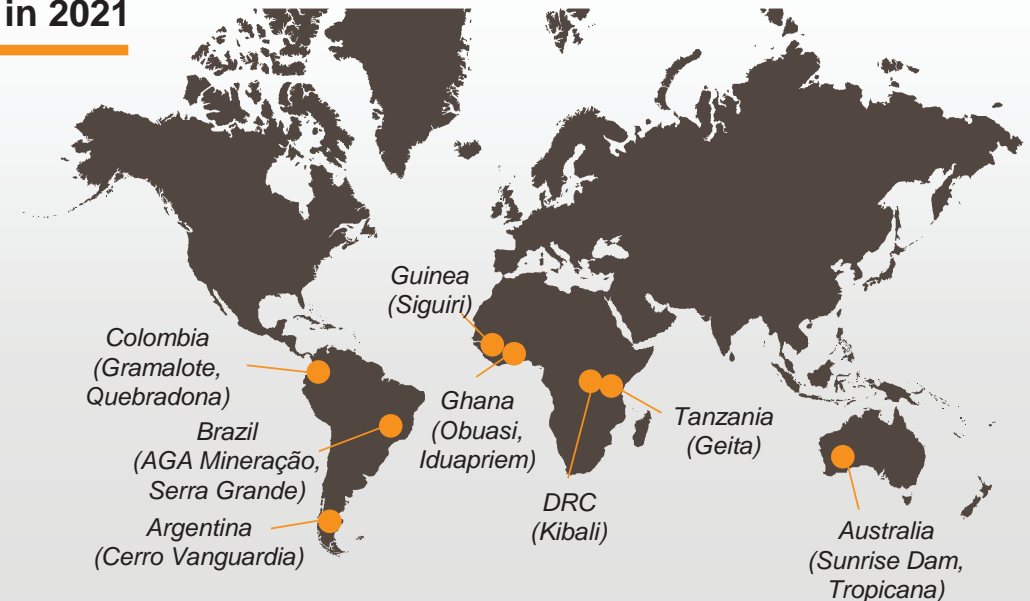 in 2021
Guinea
(Siguiri)
Colombia
(Gramalote,
Quebradona)
Ghana
(Obuasi,
Iduapriem)
Tanzania
(Geita)
Brazil
(AGA Mineração,
Serra Grande)
DRC
(Kibali)
Argentina
(Cerro Vanguardia)
Australia
(Sunrise Dam,
Tropicana)